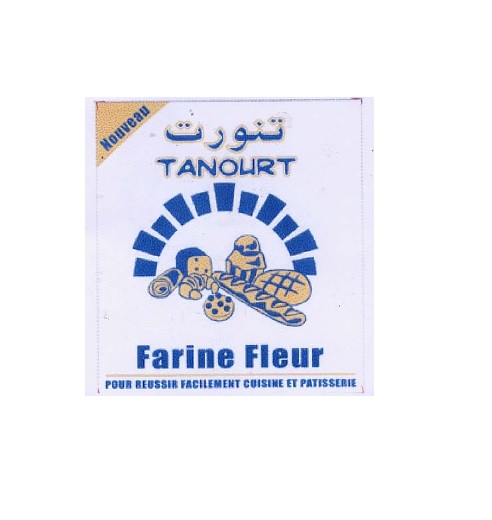 Nouveau
تنورت
TANOURT
Farine Fleur
POUR REUSSIR FACILEMENT CUISINE ET PATISSERIE